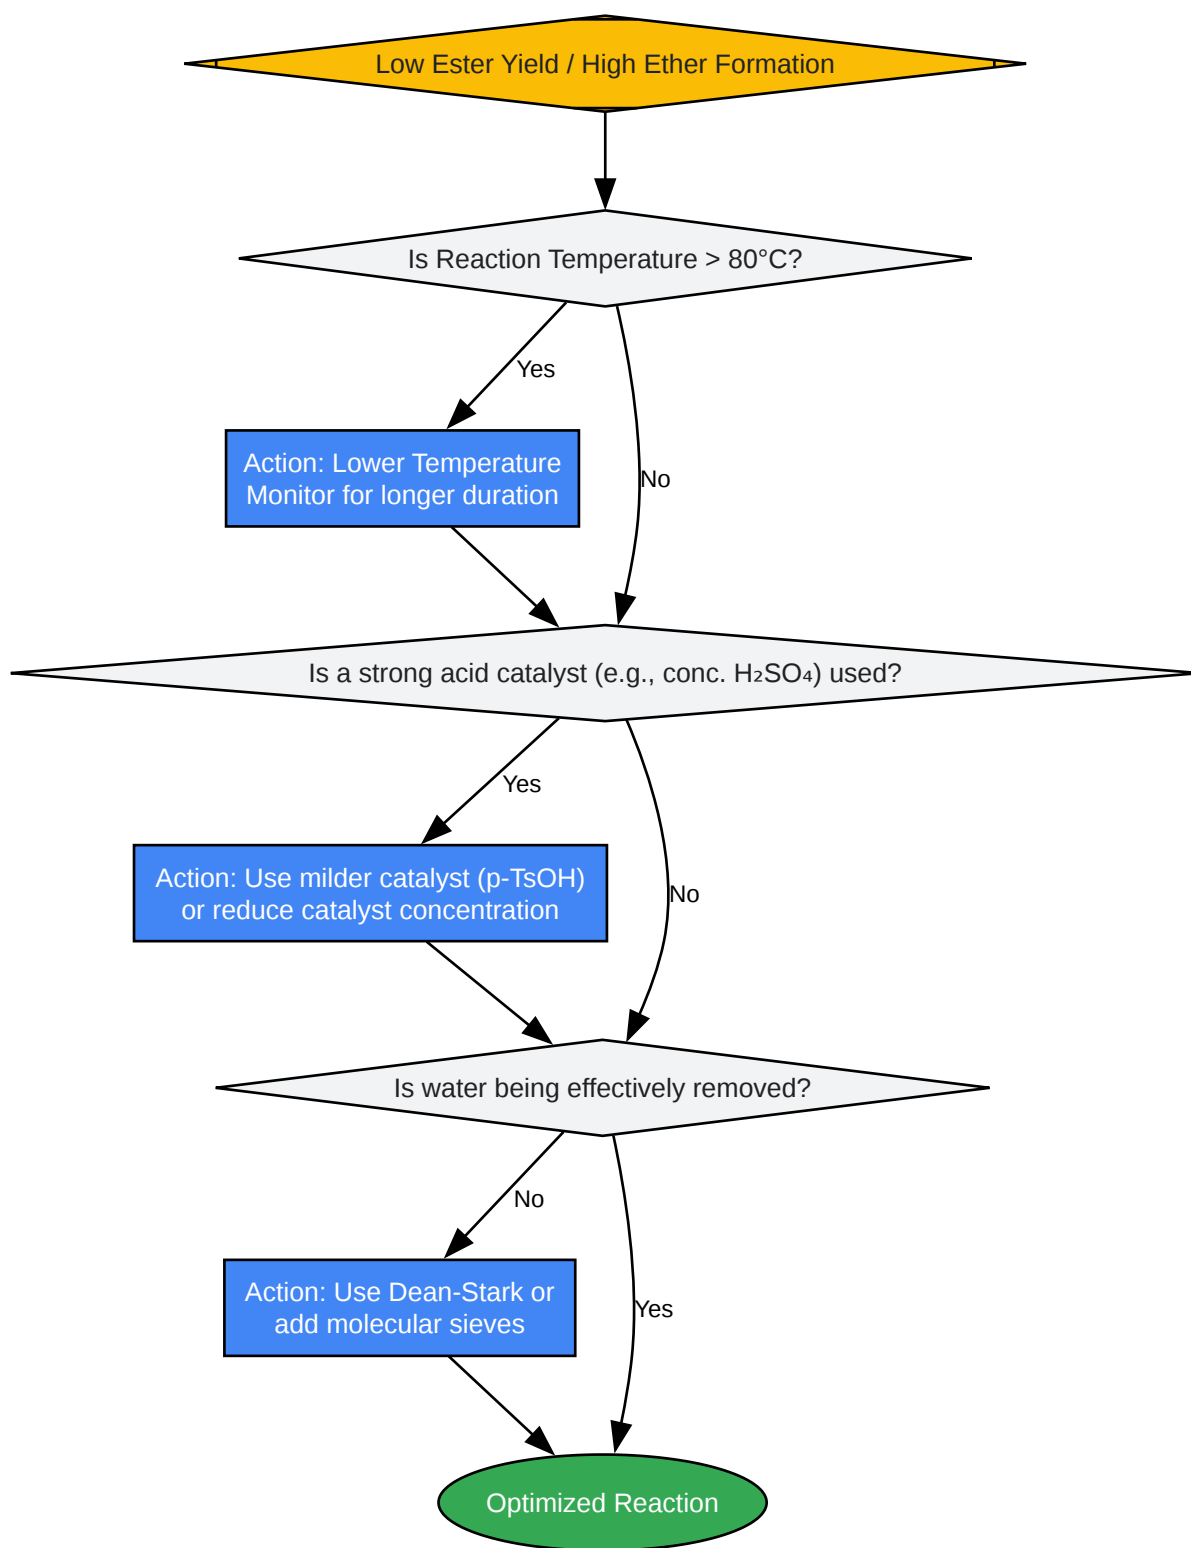 Low Ester Yield / High Ether Formation
Is Reaction Temperature > 80°C?
Yes
Action: Lower Temperature
Monitor for longer duration
No
Is a strong acid catalyst (e.g., conc. H₂SO₄) used?
Yes
Action: Use milder catalyst (p-TsOH)
or reduce catalyst concentration
No
Is water being effectively removed?
No
Action: Use Dean-Stark or
add molecular sieves
Yes
Optimized Reaction